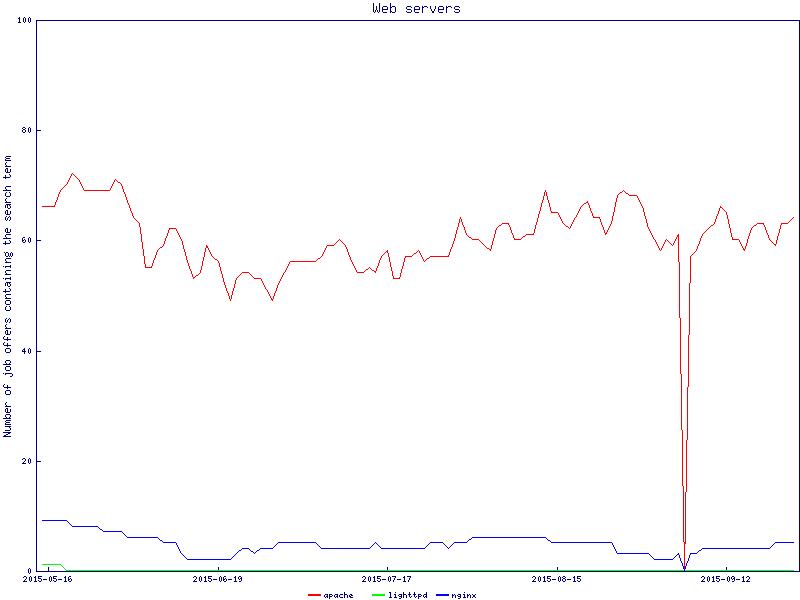 Web servers
100
80
60
40
20
0
Number of job offers containing the search term
2015-05-16 2015-06-19 2015-07-17 2015-08-15 2015-09-12
apache lighttpd nginx